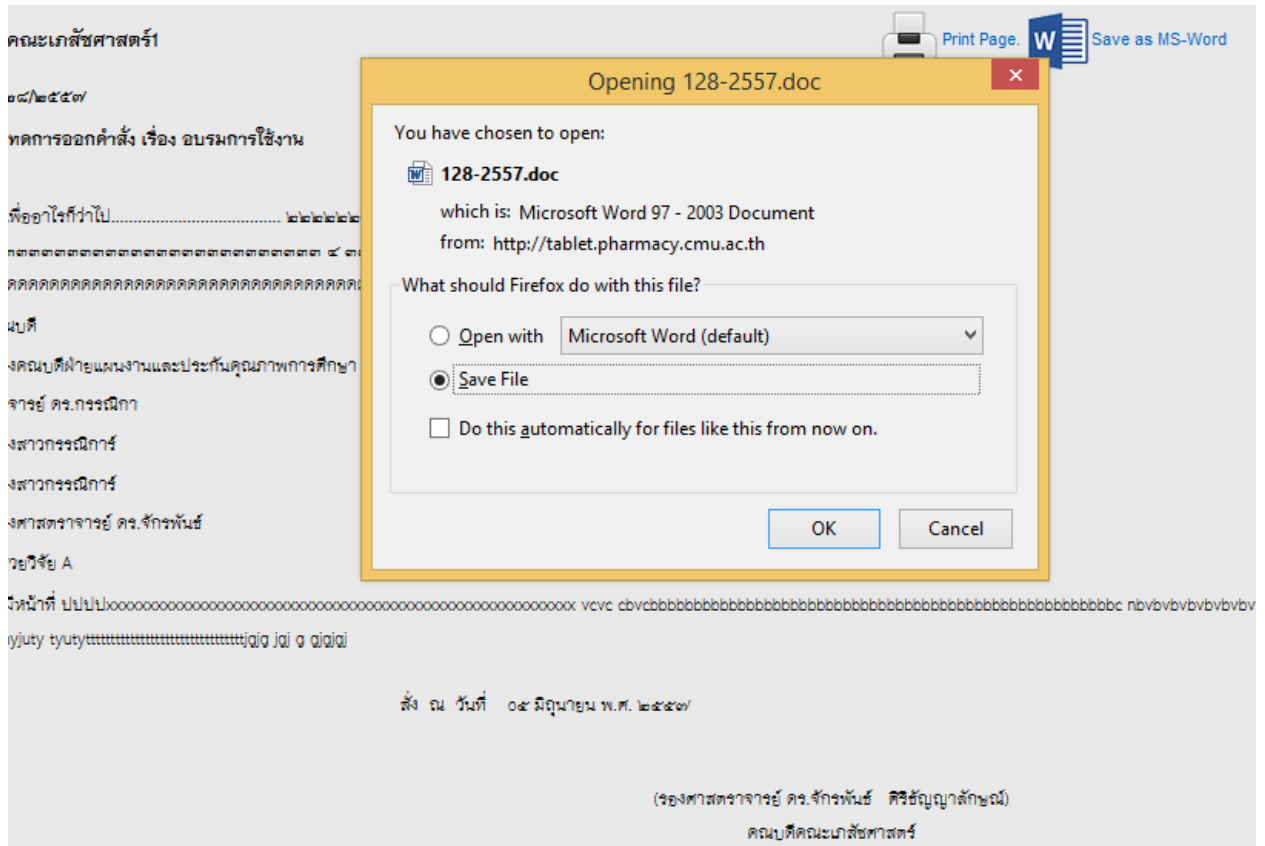 คณะเภสัชศาสตร์1
Print Page.
W
Save as MS-Word
๒๘/๒๕๕๗
ทดการออกคำสั่ง เรื่อง อบรมการใช้งาน
พื่ออาไรก็ว่าไป
Opening 128-2557.doc
You have chosen to open:
128-2557.doc
which is: Microsoft Word 97 - 2003 Document
from: http://tablet.pharmacy.cmu.ac.th
What should Firefox do with this file?
Open with Microsoft Word (default)
Save File
Do this automatically for files like this from now on.
OK Cancel
ณบดี
งคณบดีฝ่ายแผนงานและประกันคุณภาพการศึกษา
จารย์ ดร.กรรณิกา
งสาวกรรณิการ์
งสาวกรรณิการ์
งศาสตราจารย์ ดร.จักรพันธ์
วยวิจัย A
มีหน้าที่
สั่ง ณ วันที่ ๐๕ มิถุนายน พ.ศ. ๒๕๕๗
(รองศาสตราจารย์ ดร.จักรพันธ์ ศิริธัญญาลักษณ์)
คณบดีคณะเภสัชศาสตร์